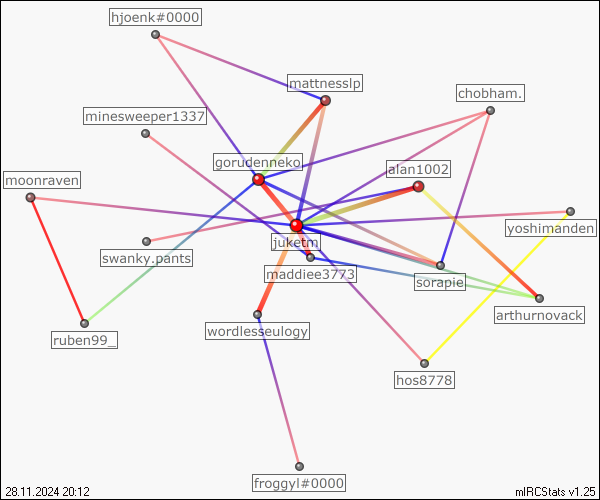 hjoenk#0000
mattnesslp
chobham.
minesweeper1337
gorudenneko
alan1002
moonraven
yoshimanden
juketm
swanky.pants
maddiee3773
sorapie
arthurnovack
wordlesseulogy
ruben99_
hos8778
froggyl#0000
28.11.2024 20:12
mIRCStats v1.25